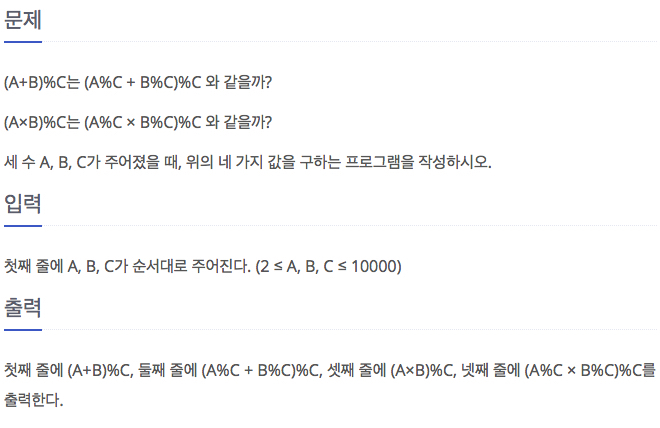 문제
(A+B)%C는 (A%C + B%C)%C 와 같을까?
(A×B)%C는 (A%C × B%C)%C 와 같을까?
세 수 A, B, C가 주어졌을 때, 위의 네 가지 값을 구하는 프로그램을 작성하시오.
입력
첫째 줄에 A, B, C가 순서대로 주어진다. (2 ≤ A, B, C ≤ 10000)
출력
첫째 줄에 (A+B)%C, 둘째 줄에 (A%C + B%C)%C, 셋째 줄에 (A×B)%C, 넷째 줄에 (A%C × B%C)%C를
출력한다.